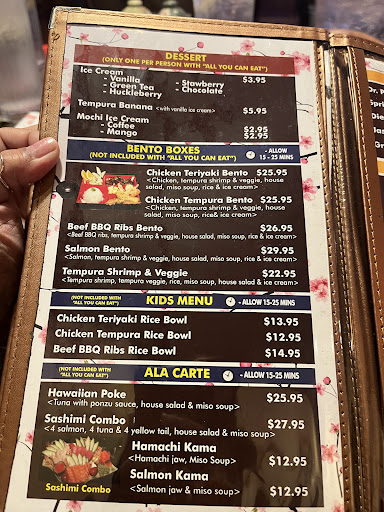 DESSERT
(ONLY ONE PER PERSON WITH "ALL YOU CAN EAT")
Ice Cream $3.95
- Vanilla - Stawberry
- Green Tea - Chocolate
- Huckleberry
Tempura Banana <with vanilla ice cream> $5.95
Mochi Ice Cream
- Coffee $2.95
- Mango $2.95
BENTO BOXES - ALLOW
(NOT INCLUDED WITH "ALL YOU CAN EAT") 15 - 25 MINS
Chicken Teriyaki Bento $25.95
<Chicken, tempura shrimp & veggie, house
salad, miso soup, rice & ice cream>
Chicken Tempura Bento $25.95
<Chicken, tempura shrimp & veggie, house
salad, miso soup, rice & ice cream>
Beef BBQ Ribs Bento $26.95
<Beef BBQ ribs, tempura shrimp & veggie, house salad, miso soup, rice & ice cream>
Salmon Bento $29.95
<Salmon, tempura shrimp & veggie, house salad, miso soup, rice & ice cream>
Tempura Shrimp & Veggie $22.95
<Tempura shrimp, tempura veggie, rice, miso soup, house salad & ice cream>
(NOT INCLUDED WITH
"ALL YOU CAN EAT") KIDS MENU - ALLOW 15-25 MINS
Chicken Teriyaki Rice Bowl $13.95
Chicken Tempura Rice Bowl $12.95
Beef BBQ Ribs Rice Bowl $14.95
(NOT INCLUDED WITH
"ALL YOU CAN EAT") ALA CARTE - ALLOW 15-25 MINS
Hawaiian Poke $25.95
<Tuna with ponzu sauce, house salad & miso soup>
Sashimi Combo $27.95
<4 salmon, 4 tuna & 4 yellow tail, house salad & miso soup>
Hamachi Kama
<Hamachi jaw, Miso Soup> $12.95
Salmon Kama
<Salmon jaw & miso soup> $12.95
Sashimi Combo